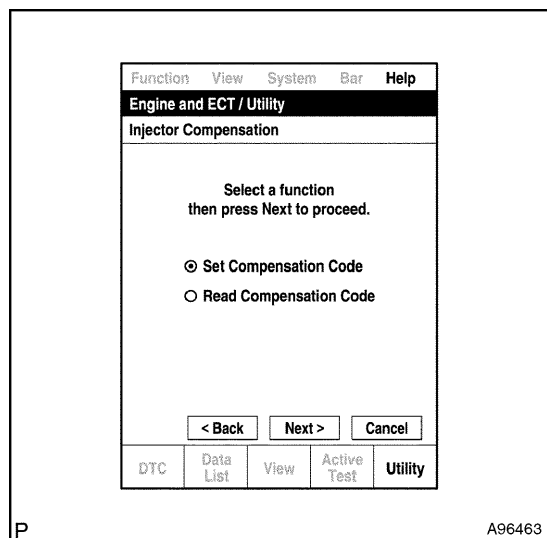 Function View System Bar Help
Engine and ECT / Utility
Injector Compensation
Select a function
then press Next to proceed.
Set Compensation Code
Read Compensation Code
< Back Next > Cancel
DTC Data List View Active Test Utility
P A96463